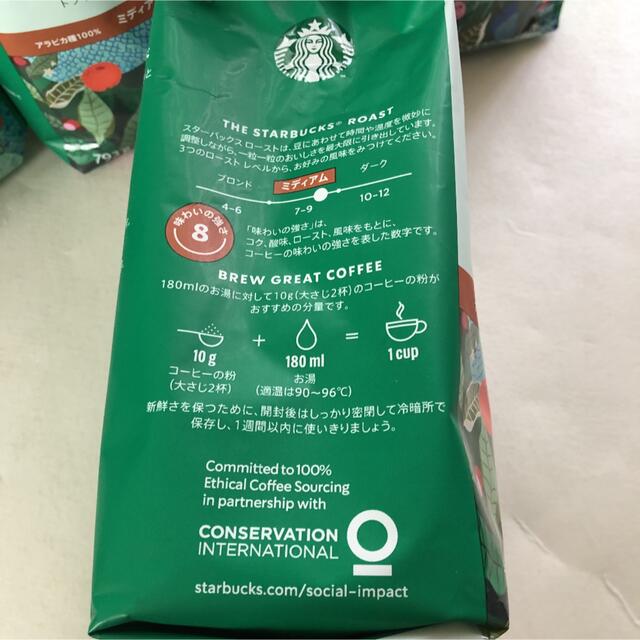 ミディ
アラビカ種100%
THE STARBUCKS® ROAST
スターバックス ローストは、豆にあわせて時間や温度を微妙に
調整しながら、一粒一粒のおいしさを最大限に引き出しています。
3つのロースト レベルから、お好みの風味をみつけてください。
ブロンド ミディアム ダーク
4-6 7-9 10-12
味わいの強さ
8
「味わいの強さ」は、
コク、酸味、ロースト、風味をもとに、
コーヒーの味わいの強さを表した数字です。
BREW GREAT COFFEE
180mlのお湯に対して10g(大さじ2杯)のコーヒーの粉が
おすすめの分量です。
+ =
10 g 180 ml 1 cup
コーヒーの粉 お湯
(大さじ2杯) (適温は90〜96℃)
新鮮さを保つために、開封後はしっかり密閉して冷暗所で
保存し、1週間以内に使いきりましょう。
Committed to 100%
Ethical Coffee Sourcing
in partnership with
CONSERVATION
INTERNATIONAL
starbucks.com/social-impact